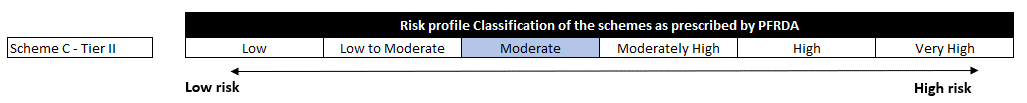 Risk profile Classification of the schemes as prescribed by PFRDA
Scheme C - Tier II Low Low to Moderate Moderate Moderately High High Very High
Low risk High risk